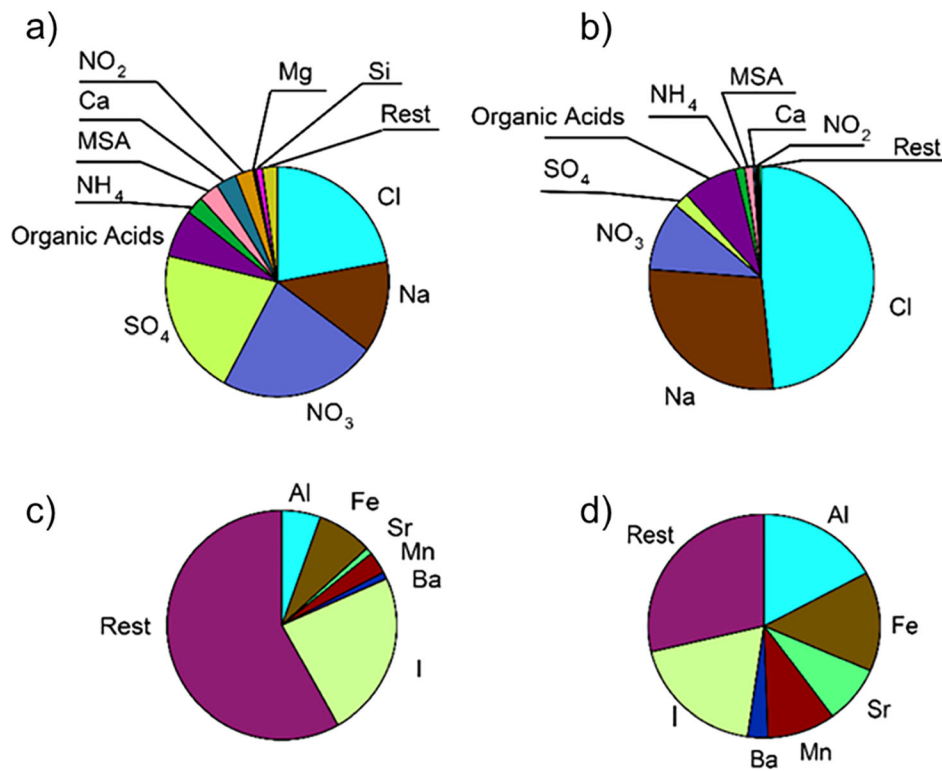 a)
NO₂
Mg
Si
Ca
Rest
MSA
NH₄
Cl
Organic Acids
Na
SO₄
NO₃
b)
MSA
NH₄
Ca
NO₂
Organic Acids
Rest
SO₄
NO₃
Cl
Na
c)
Al
Fe
Sr
Mn
Ba
Rest
I
d)
Al
Rest
Fe
Sr
I
Ba
Mn